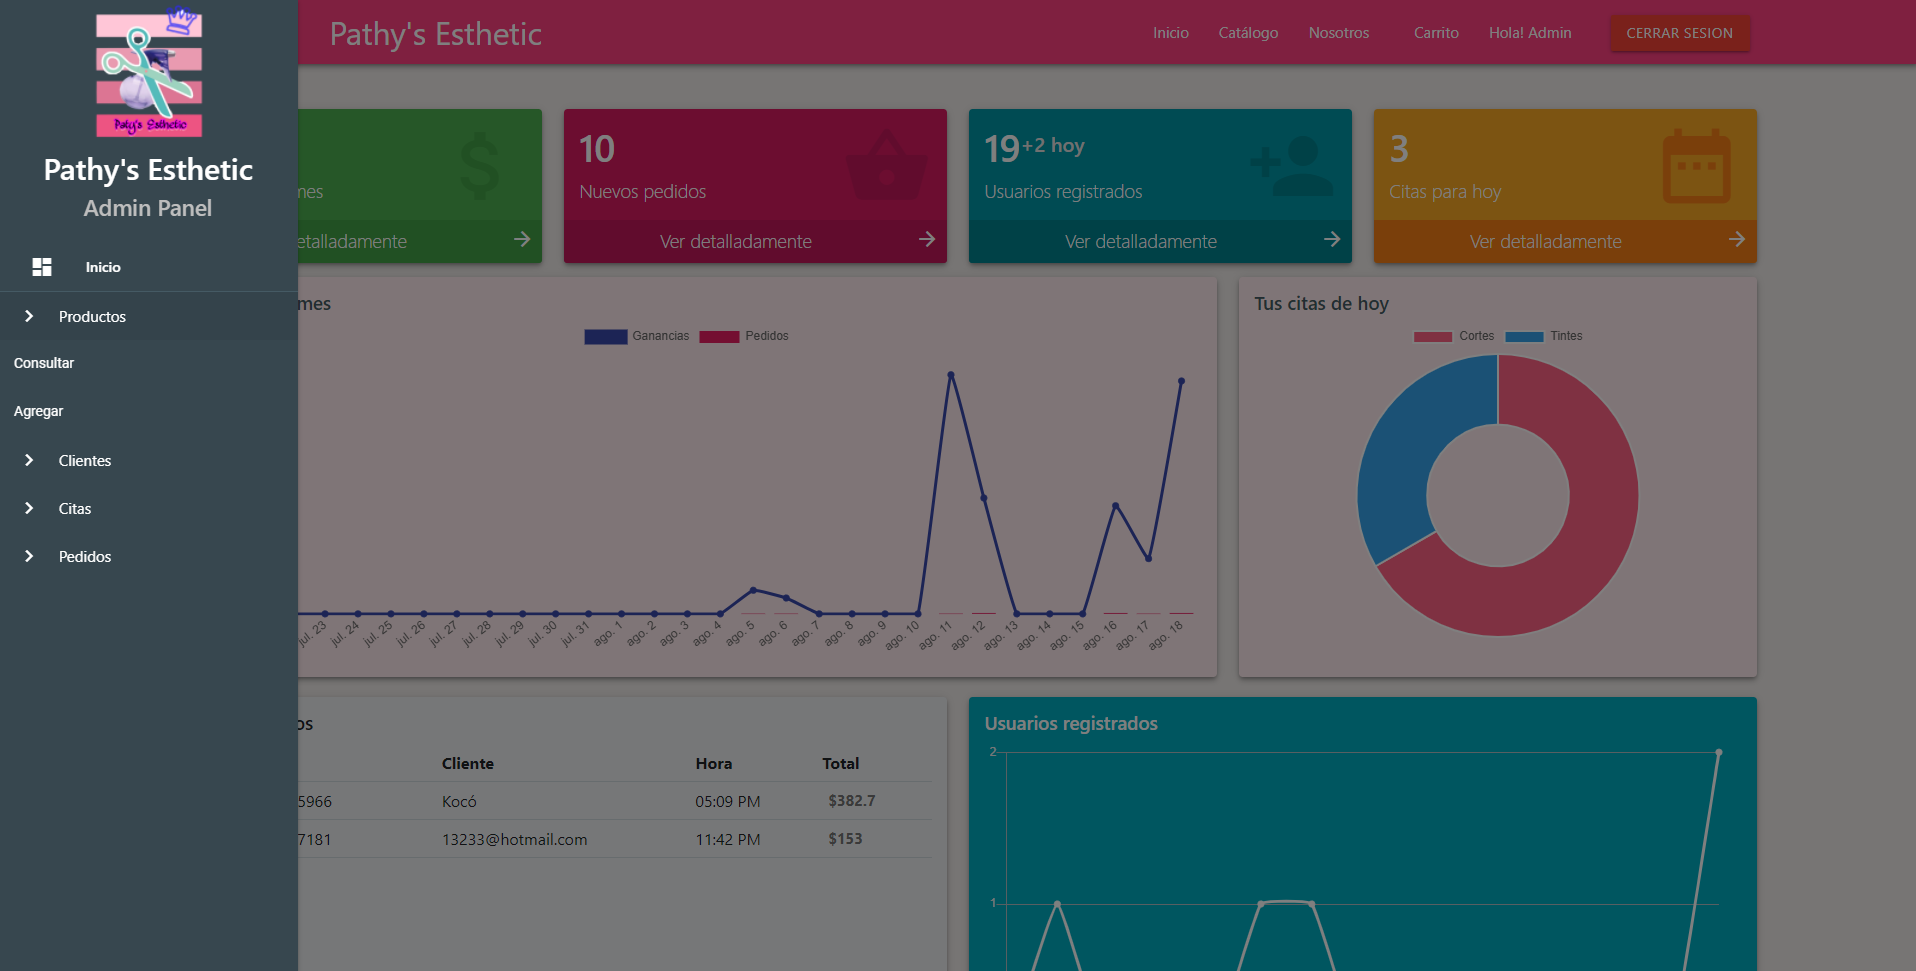 Paty's Esthetic
Pathy's Esthetic
Admin Panel
Inicio
Productos
Consultar
Agregar
Clientes
Citas
Pedidos
Pathy's Esthetic
Inicio Catálogo Nosotros Carrito Hola! Admin CERRAR SESION
mes
etalladamente
10
Nuevos pedidos
Ver detalladamente
19 +2 hoy
Usuarios registrados
Ver detalladamente
3
Citas para hoy
Ver detalladamente
mes
Ganancias Pedidos
jul. 23 jul. 24 jul. 25 jul. 26 jul. 27 jul. 28 jul. 29 jul. 30 jul. 31 ago. 1 ago. 2 ago. 3 ago. 4 ago. 5 ago. 6 ago. 7 ago. 8 ago. 9 ago. 10 ago. 11 ago. 12 ago. 13 ago. 14 ago. 15 ago. 16 ago. 17 ago. 18
Tus citas de hoy
Cortes Tintes
os
Cliente Hora Total
5966 Kocó 05:09 PM $382.7
7181 13233@hotmail.com 11:42 PM $153
Usuarios registrados
2
1